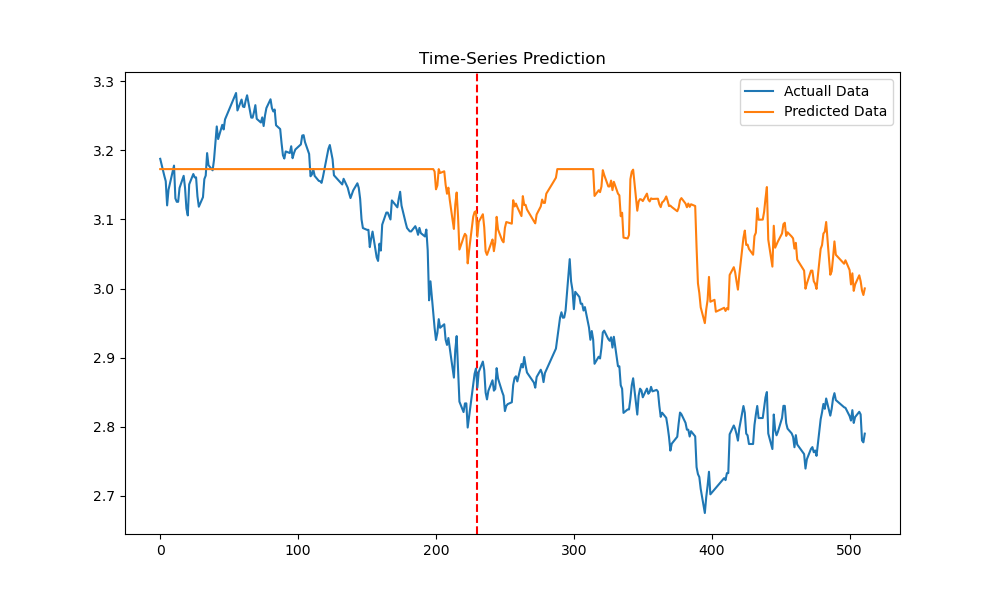 Time-Series Prediction
Actuall Data
Predicted Data
3.3
3.2
3.1
3.0
2.9
2.8
2.7
0 100 200 300 400 500